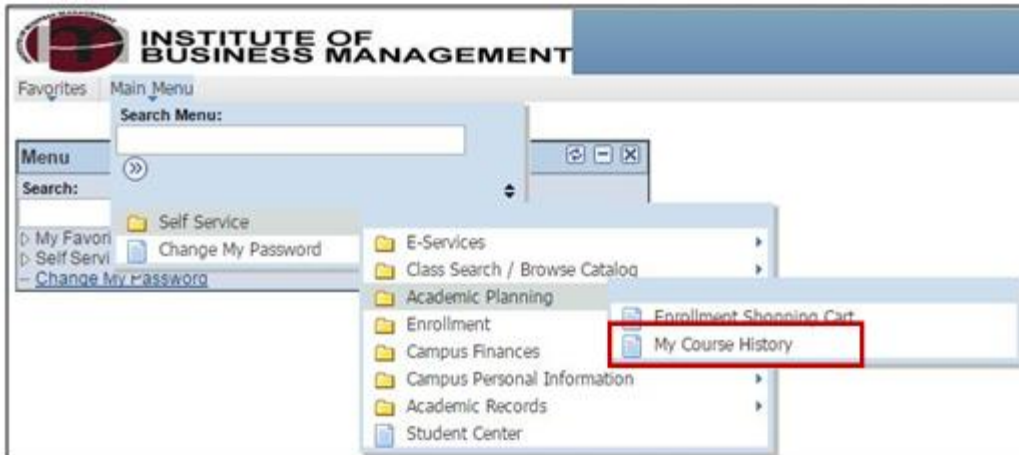 INSTITUTE OF
BUSINESS MANAGEMENT
Favorites Main Menu
Search Menu:
Menu
Search:
Self Service
Change My Password
My Favori
Self Servi
Change My Password
E-Services
Class Search / Browse Catalog
Academic Planning
Enrollment
Campus Finances
Campus Personal Information
Academic Records
Student Center
Enrollment Shopping Cart
My Course History